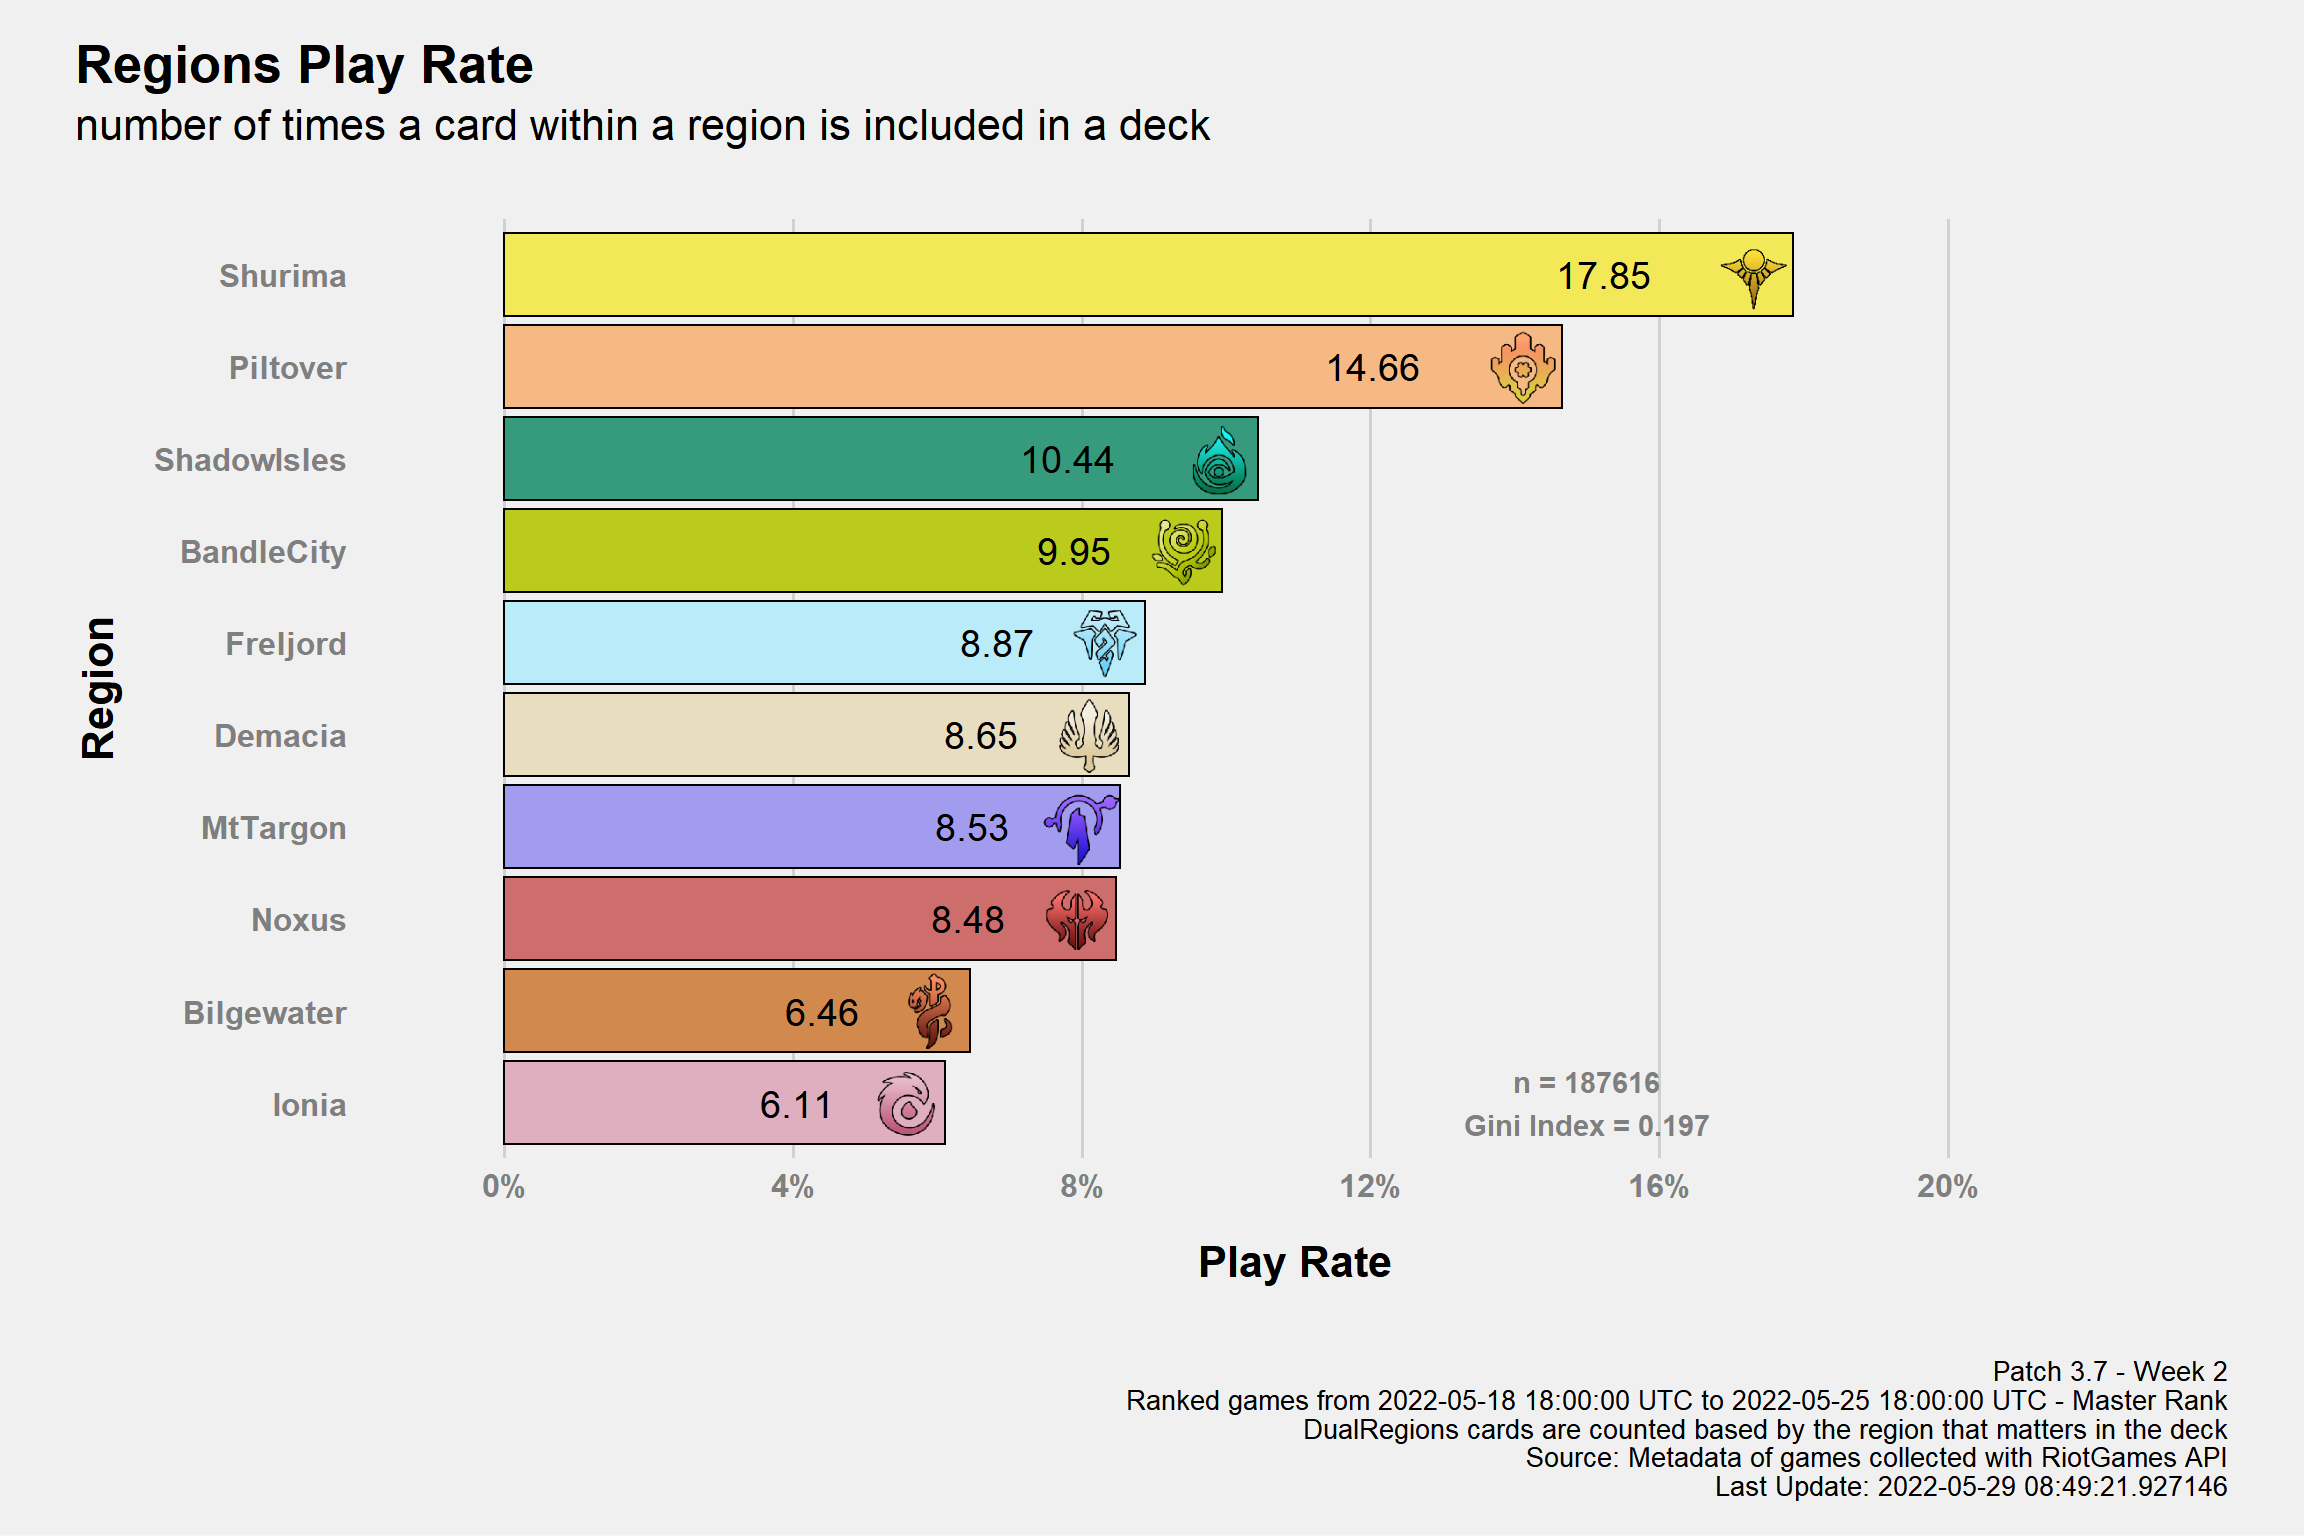 Regions Play Rate
number of times a card within a region is included in a deck
Region
Shurima 17.85
Piltover 14.66
ShadowIsles 10.44
BandleCity 9.95
Freljord 8.87
Demacia 8.65
MtTargon 8.53
Noxus 8.48
Bilgewater 6.46
Ionia 6.11
n = 187616
Gini Index = 0.197
0% 4% 8% 12% 16% 20%
Play Rate
Patch 3.7 - Week 2
Ranked games from 2022-05-18 18:00:00 UTC to 2022-05-25 18:00:00 UTC - Master Rank
DualRegions cards are counted based by the region that matters in the deck
Source: Metadata of games collected with RiotGames API
Last Update: 2022-05-29 08:49:21.927146